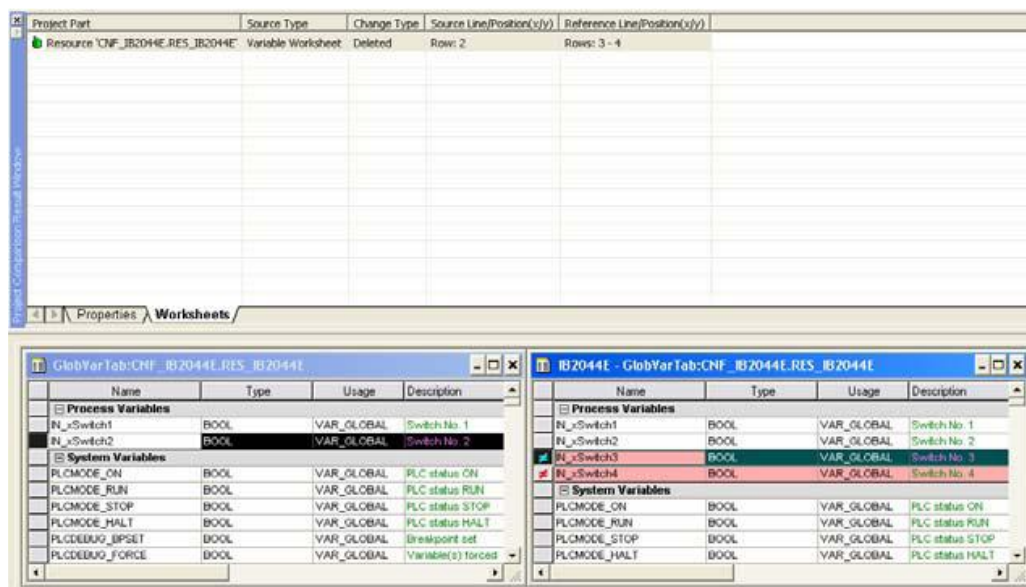 Project Part Source Type Change Type Source Line/Position(x/y) Reference Line/Position(x/y)
Resource 'CNF_IB2044E.RES_IB2044E' Variable Worksheet Deleted Row: 2 Rows: 3 - 4
Project Comparison Result Window
Properties Worksheets
GlobVarTab:CNF_IB2044E.RES_IB2044E
Name Type Usage Description
Process Variables
IN_xSwitch1 BOOL VAR_GLOBAL Switch No. 1
IN_xSwitch2 BOOL VAR_GLOBAL Switch No. 2
System Variables
PLCMODE_ON BOOL VAR_GLOBAL PLC status ON
PLCMODE_RUN BOOL VAR_GLOBAL PLC status RUN
PLCMODE_STOP BOOL VAR_GLOBAL PLC status STOP
PLCMODE_HALT BOOL VAR_GLOBAL PLC status HALT
PLCDEBUG_BPSET BOOL VAR_GLOBAL Breakpoint set
PLCDEBUG_FORCE BOOL VAR_GLOBAL Variable(s) forced
IB2044E - GlobVarTab:CNF_IB2044E.RES_IB2044E
Name Type Usage Description
Process Variables
IN_xSwitch1 BOOL VAR_GLOBAL Switch No. 1
IN_xSwitch2 BOOL VAR_GLOBAL Switch No. 2
IN_xSwitch3 BOOL VAR_GLOBAL Switch No. 3
IN_xSwitch4 BOOL VAR_GLOBAL Switch No. 4
System Variables
PLCMODE_ON BOOL VAR_GLOBAL PLC status ON
PLCMODE_RUN BOOL VAR_GLOBAL PLC status RUN
PLCMODE_STOP BOOL VAR_GLOBAL PLC status STOP
PLCMODE_HALT BOOL VAR_GLOBAL PLC status HALT